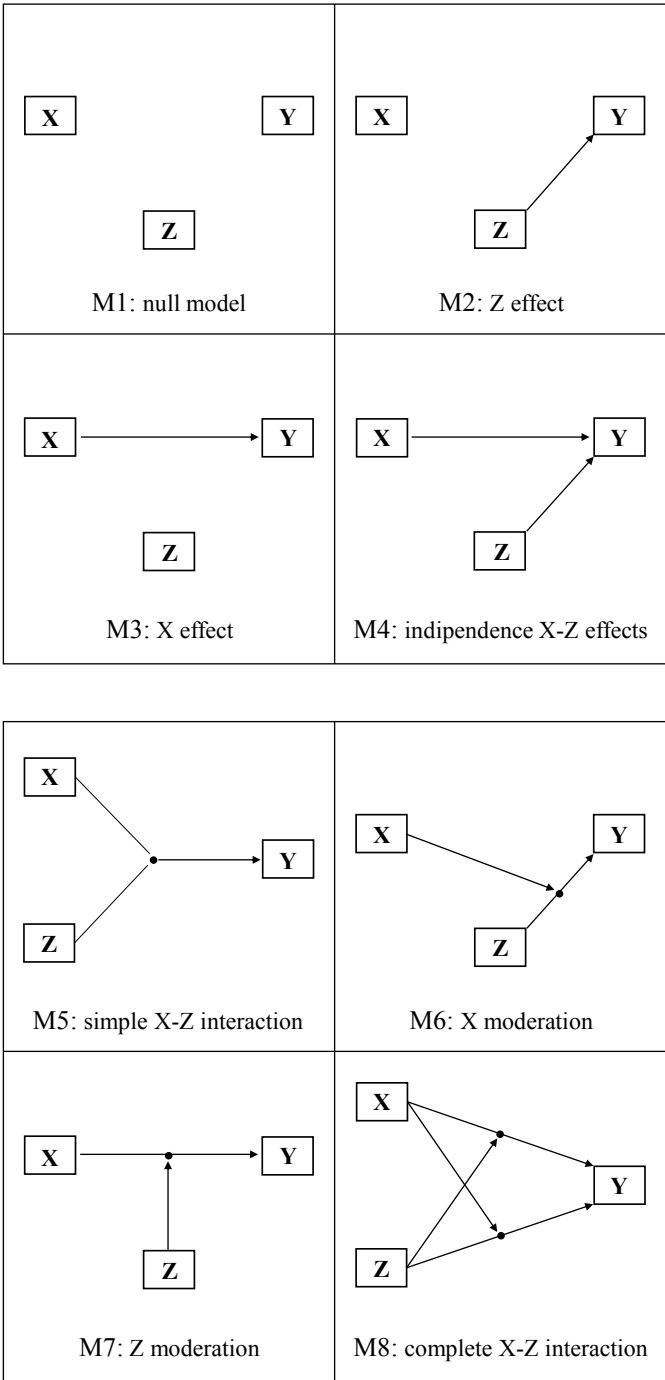 X Y
Z
M1: null model
X Y
Z
M2: Z effect
X Y
Z
M3: X effect
X Y
Z
M4: indipendence X-Z effects
X
Y
Z
M5: simple X-Z interaction
X Y
Z
M6: X moderation
X Y
Z
M7: Z moderation
X
Y
Z
M8: complete X-Z interaction